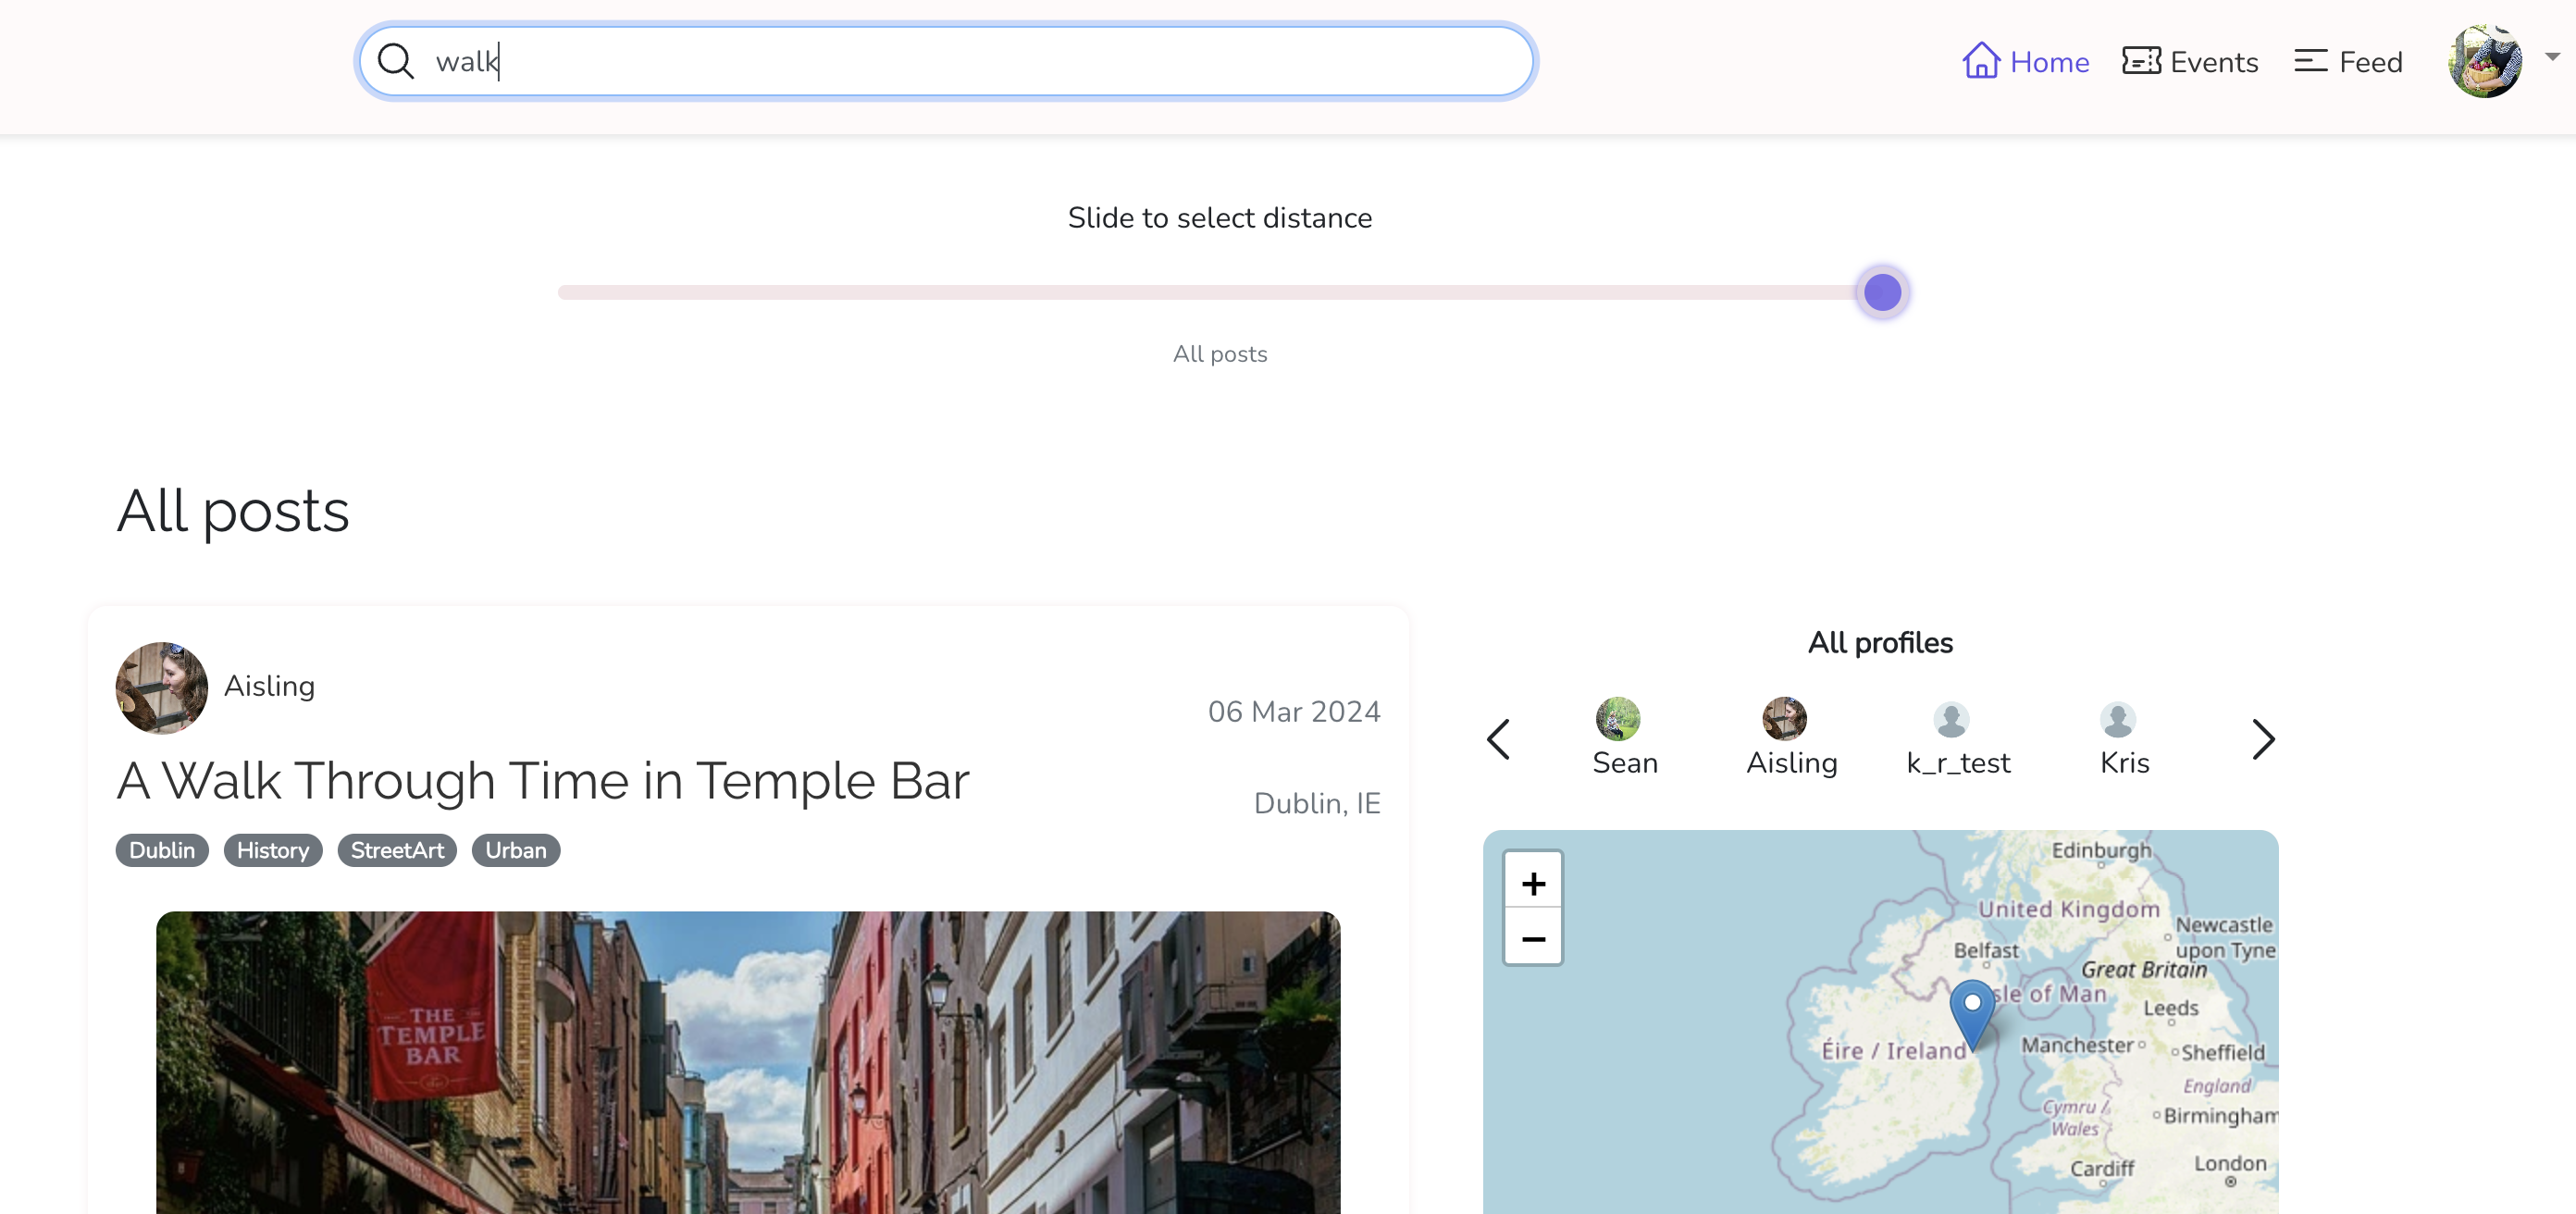 walk
Home
Events
Feed
Slide to select distance
All posts
All posts
Aisling
06 Mar 2024
A Walk Through Time in Temple Bar
Dublin, IE
Dublin History StreetArt Urban
THE
TEMPLE
BAR
All profiles
Sean Aisling k_r_test Kris
+
−
Edinburgh
United Kingdom
Newcastle
upon Tyne
Belfast
Great Britain
sle of Man
Leeds
Éire / Ireland
Manchester
Sheffield
England
Cymru /
Wales
Birmingham
Cardiff
London